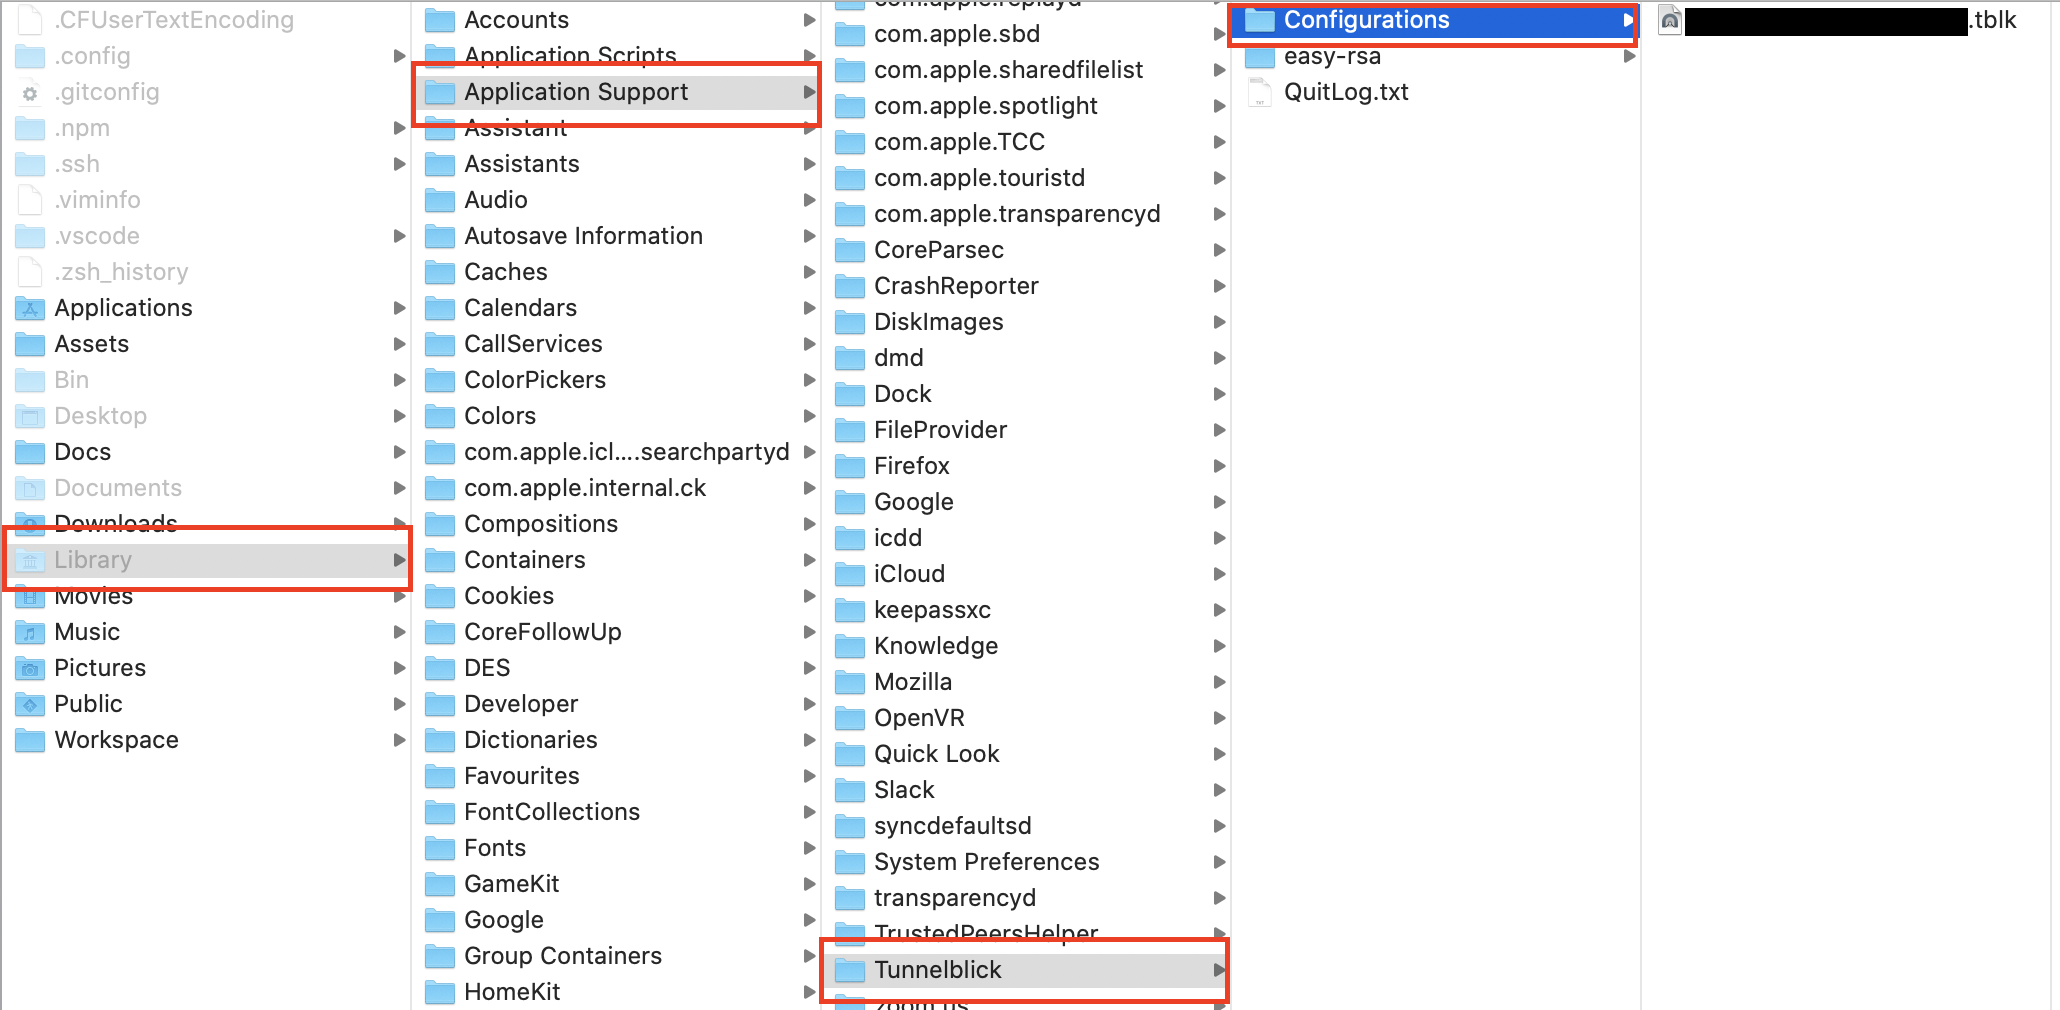 .CFUserTextEncoding
.config
.gitconfig
.npm
.ssh
.viminfo
.vscode
.zsh_history
Applications
Assets
Bin
Desktop
Docs
Documents
Downloads
Library
Movies
Music
Pictures
Public
Workspace
Accounts
Application Scripts
Application Support
Assistant
Assistants
Audio
Autosave Information
Caches
Calendars
CallServices
ColorPickers
Colors
com.apple.icl....searchpartyd
com.apple.internal.ck
Compositions
Containers
Cookies
CoreFollowUp
DES
Developer
Dictionaries
Favourites
FontCollections
Fonts
GameKit
Google
Group Containers
HomeKit
com.apple.replayd
com.apple.sbd
com.apple.sharedfilelist
com.apple.spotlight
com.apple.TCC
com.apple.touristd
com.apple.transparencyd
CoreParsec
CrashReporter
DiskImages
dmd
Dock
FileProvider
Firefox
Google
icdd
iCloud
keepassxc
Knowledge
Mozilla
OpenVR
Quick Look
Slack
syncdefaultsd
System Preferences
transparencyd
TrustedPeersHelper
Tunnelblick
zoom.us
Configurations
easy-rsa
QuitLog.txt
.tblk